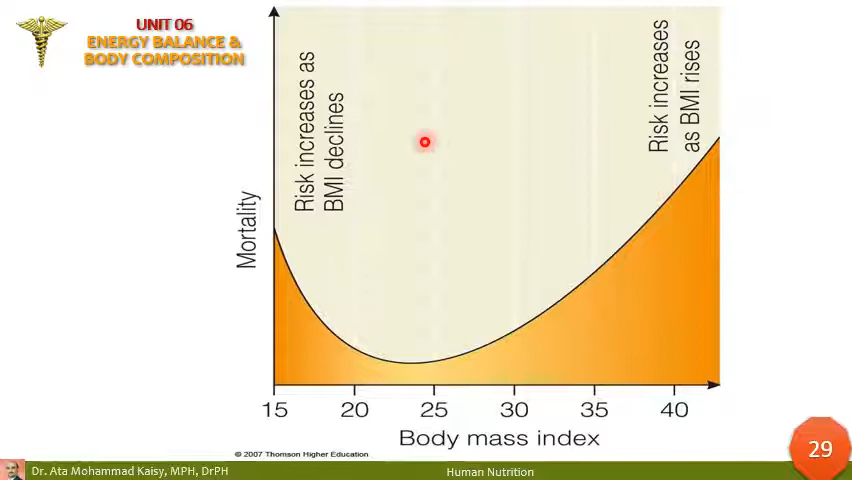 UNIT 06
ENERGY BALANCE &
BODY COMPOSITION
Risk increases as
BMI declines
Risk increases
as BMI rises
Mortality
15 20 25 30 35 40
Body mass index
© 2007 Thomson Higher Education
29
Dr. Ata Mohammad Kaisy, MPH, DrPH
Human Nutrition